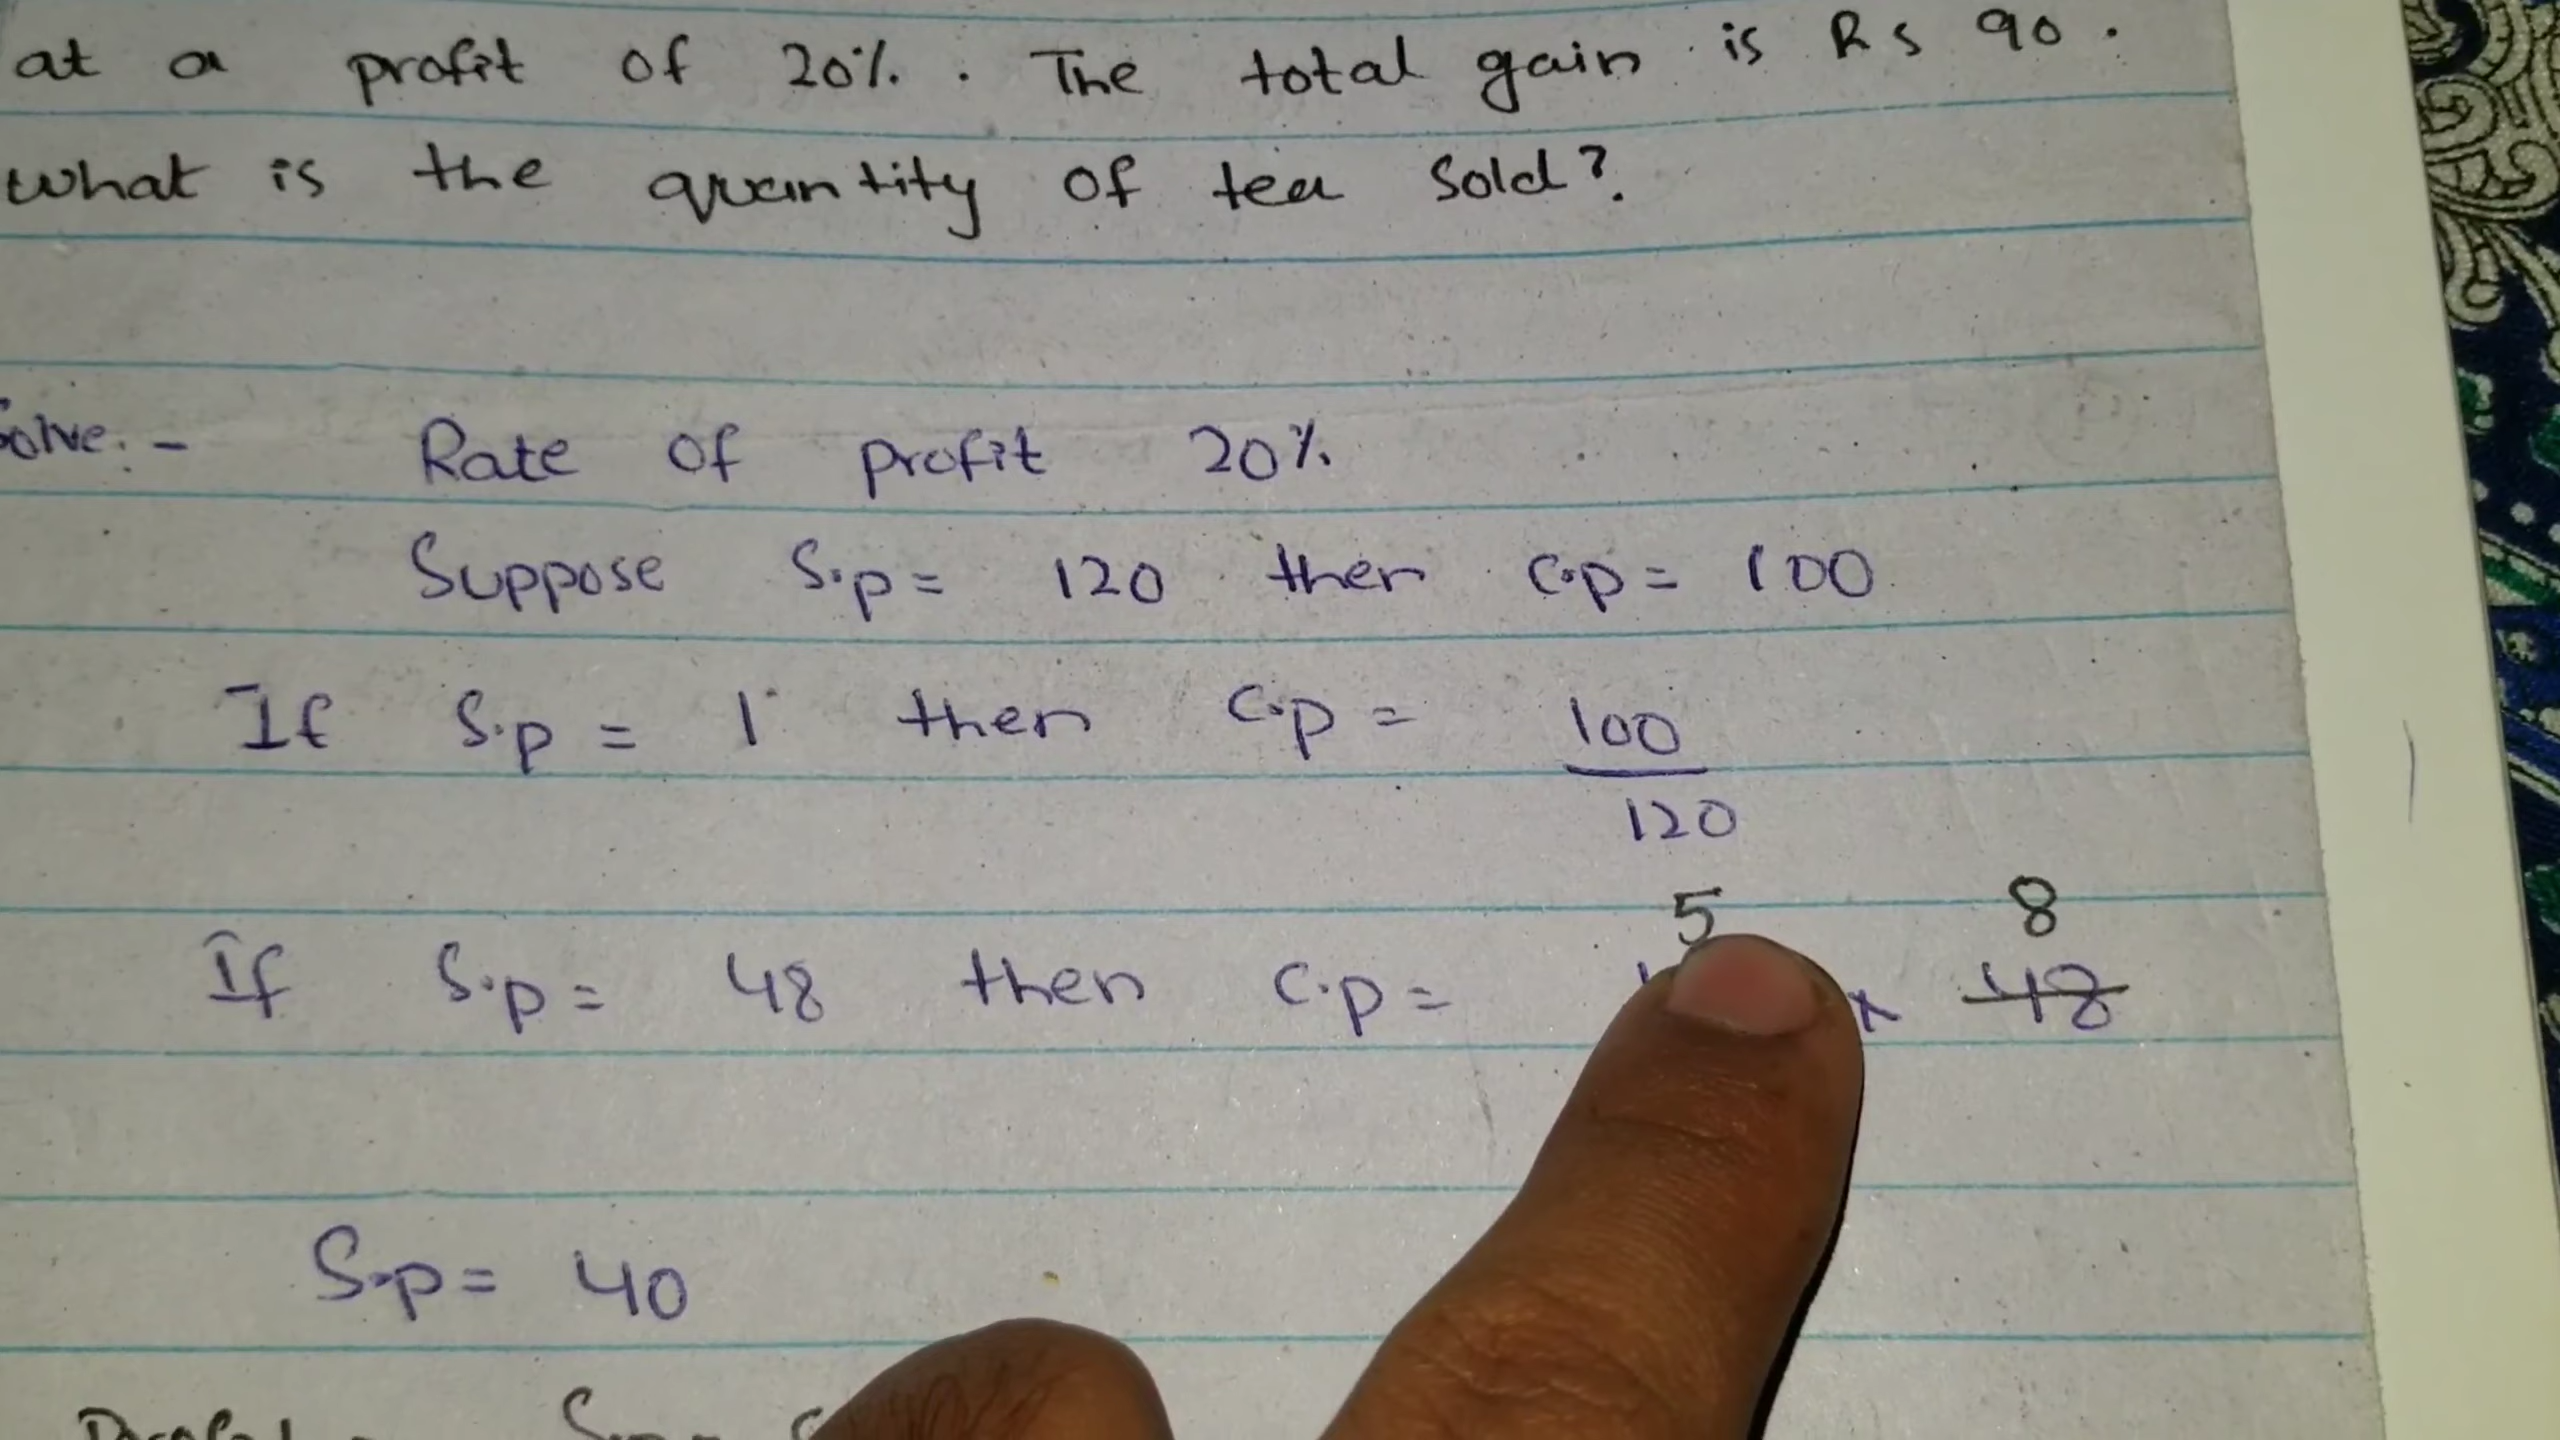 at a profit of 20%. The total gain is Rs 90.
What is the quantity of tea sold?
Solve:- Rate of profit 20%
Suppose S.p= 120 then C.p= 100
If S.p= 1 then C.p= 100
120
5 8
If S.p= 48 then C.p= x 48
S.p= 40